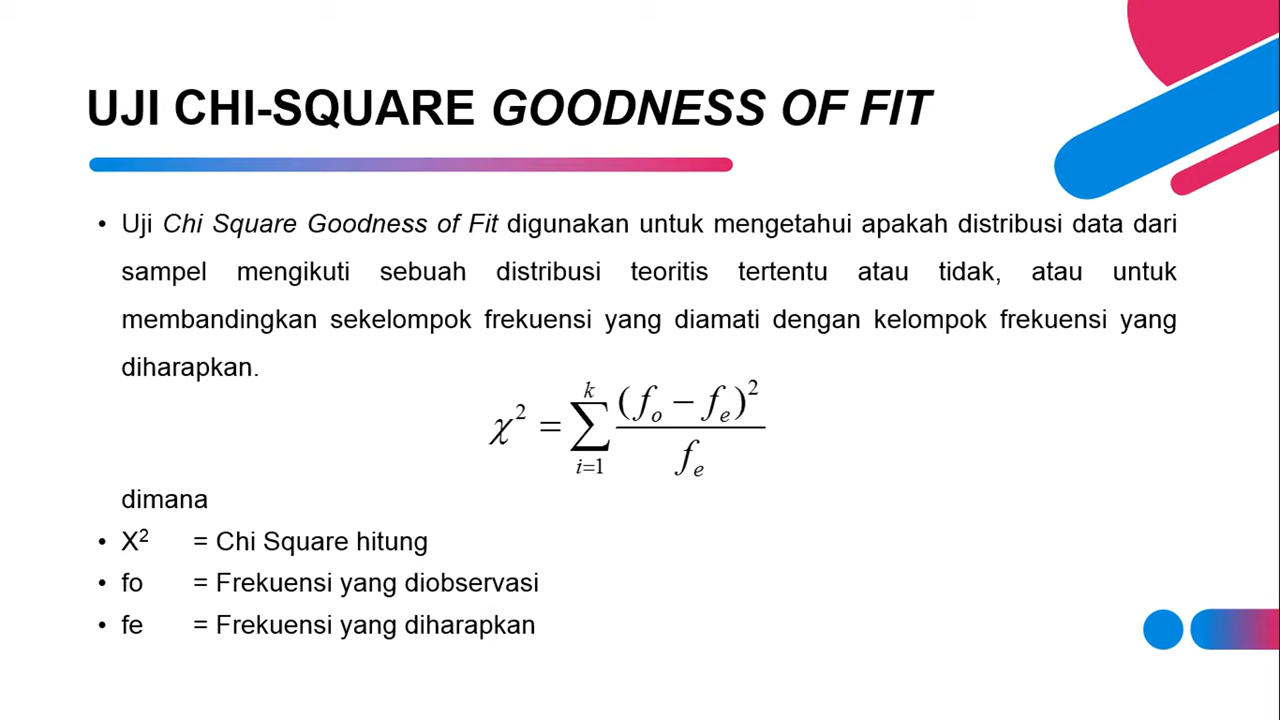 UJI CHI-SQUARE GOODNESS OF FIT
• Uji Chi Square Goodness of Fit digunakan untuk mengetahui apakah distribusi data dari
sampel mengikuti sebuah distribusi teoritis tertentu atau tidak, atau untuk
membandingkan sekelompok frekuensi yang diamati dengan kelompok frekuensi yang
diharapkan.
χ² = ∑_{i=1}^{k} (f_o − f_e)² / f_e
dimana
• X² = Chi Square hitung
• fo = Frekuensi yang diobservasi
• fe = Frekuensi yang diharapkan